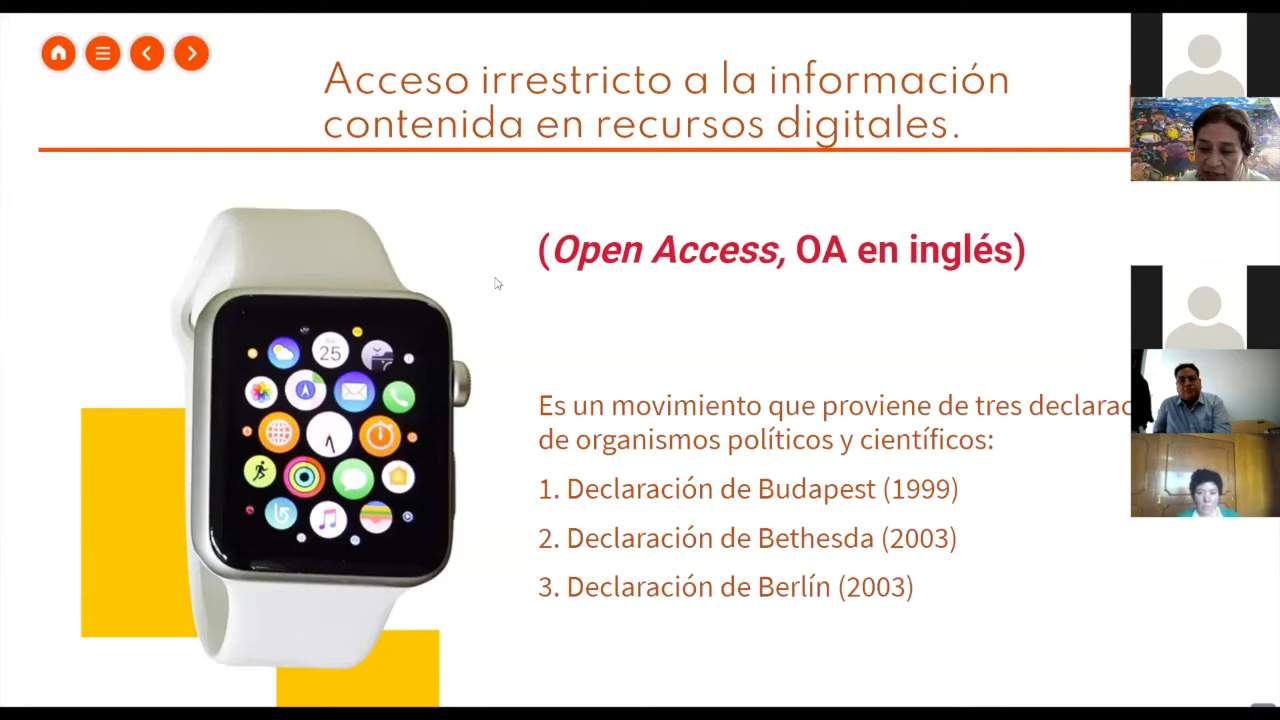 Acceso irrestricto a la información
contenida en recursos digitales.
(Open Access, OA en inglés)
25
Es un movimiento que proviene de tres declarac
de organismos políticos y científicos:
1. Declaración de Budapest (1999)
2. Declaración de Bethesda (2003)
3. Declaración de Berlín (2003)